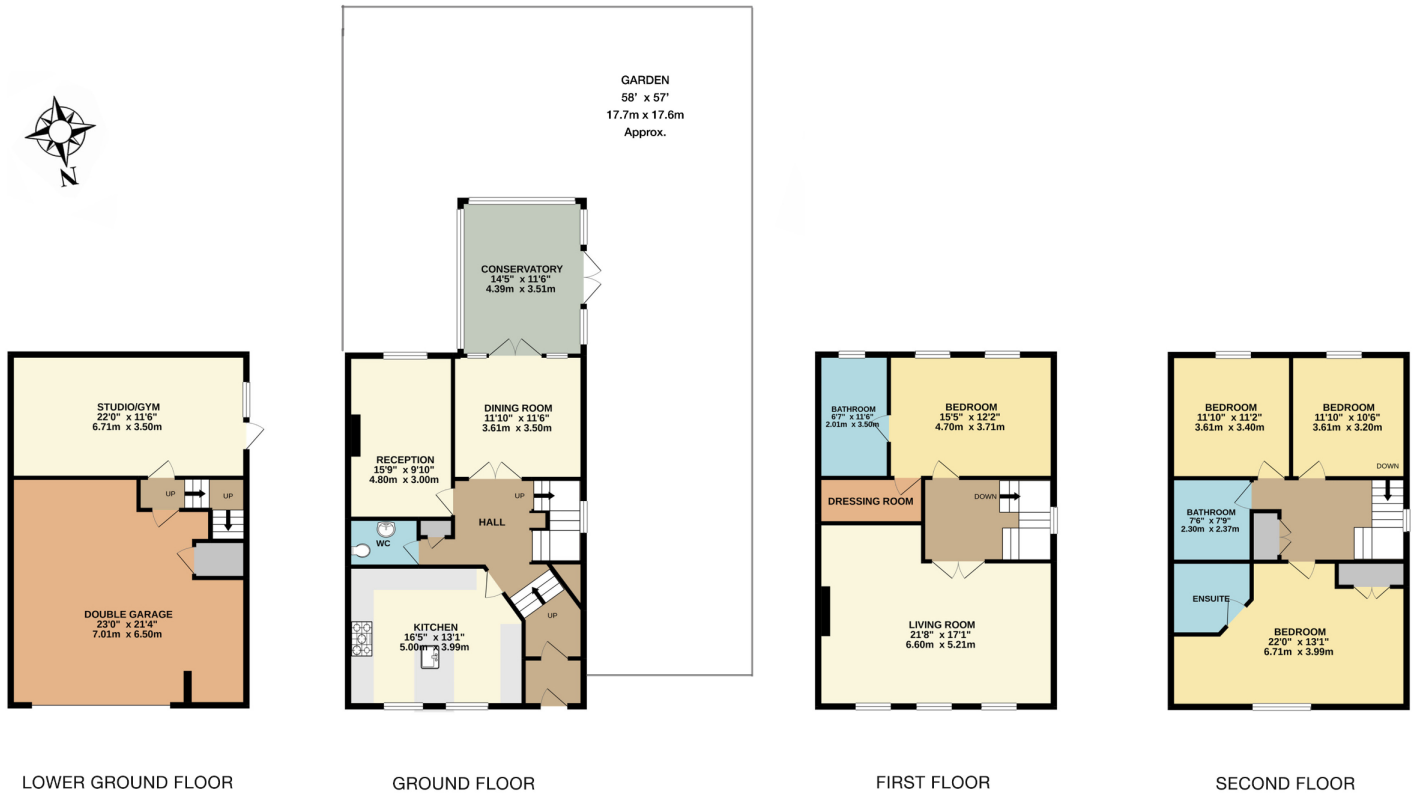 GARDEN
58' x 57'
17.7m x 17.6m
Approx.
N
STUDIO/GYM
22'0" x 11'6"
6.71m x 3.50m
UP
UP
DOUBLE GARAGE
23'0" x 21'4"
7.01m x 6.50m
LOWER GROUND FLOOR
CONSERVATORY
14'5" x 11'6"
4.39m x 3.51m
DINING ROOM
11'10" x 11'6"
3.61m x 3.50m
RECEPTION
15'9" x 9'10"
4.80m x 3.00m
UP
HALL
WC
UP
KITCHEN
16'5" x 13'1"
5.00m x 3.99m
GROUND FLOOR
BATHROOM
6'7" x 11'6"
2.01m x 3.50m
BEDROOM
15'5" x 12'2"
4.70m x 3.71m
DRESSING ROOM
DOWN
LIVING ROOM
21'8" x 17'1"
6.60m x 5.21m
FIRST FLOOR
BEDROOM
11'10" x 11'2"
3.61m x 3.40m
BEDROOM
11'10" x 10'6"
3.61m x 3.20m
DOWN
BATHROOM
7'6" x 7'9"
2.30m x 2.37m
ENSUITE
BEDROOM
22'0" x 13'1"
6.71m x 3.99m
SECOND FLOOR